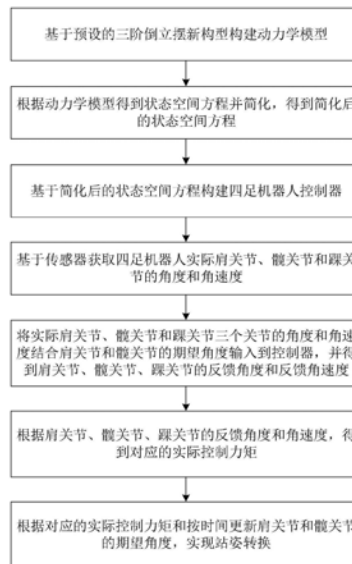 基于预设的三阶倒立摆新构型构建动力学模型
根据动力学模型得到状态空间方程并简化，得到简化后
的状态空间方程
基于简化后的状态空间方程构建四足机器人控制器
基于传感器获取四足机器人实际肩关节、髋关节和踝关
节的角度和角速度
将实际肩关节、髋关节和踝关节三个关节的角度和角速
度结合肩关节和髋关节的期望角度输入到控制器，并得
到肩关节、髋关节、踝关节的反馈角度和反馈角速度
根据肩关节、髋关节、踝关节的反馈角度和角速度，得
到对应的实际控制力矩
根据对应的实际控制力矩和按时间更新肩关节和髋关节
的期望角度，实现站姿转换